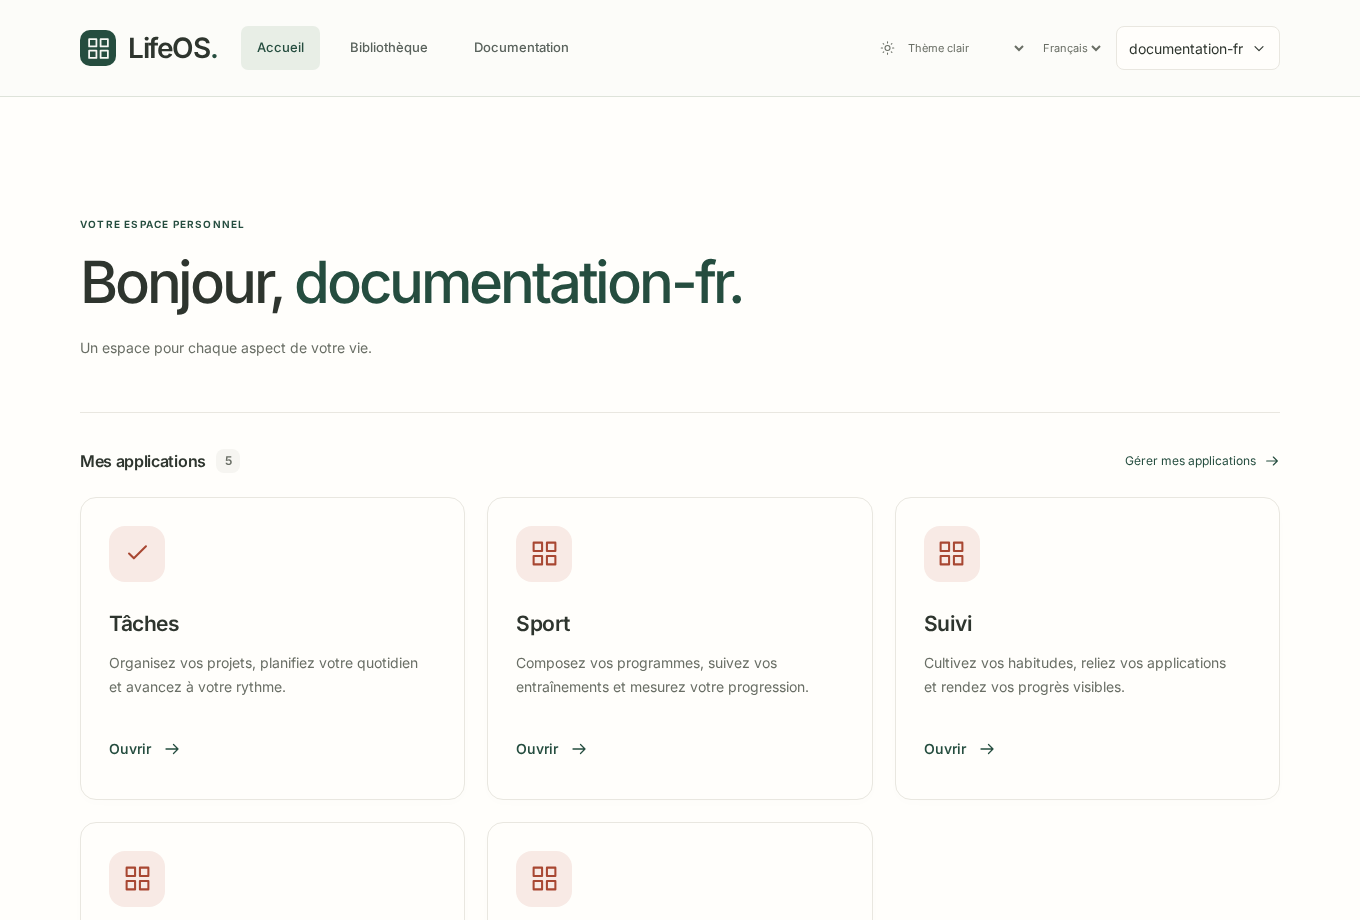 LifeOS.
Accueil
Bibliothèque
Documentation
Thème clair
Français
documentation-fr
VOTRE ESPACE PERSONNEL
Bonjour, documentation-fr.
Un espace pour chaque aspect de votre vie.
Mes applications 5
Gérer mes applications
Tâches
Organisez vos projets, planifiez votre quotidien
et avancez à votre rythme.
Ouvrir
Sport
Composez vos programmes, suivez vos
entraînements et mesurez votre progression.
Ouvrir
Suivi
Cultivez vos habitudes, reliez vos applications
et rendez vos progrès visibles.
Ouvrir